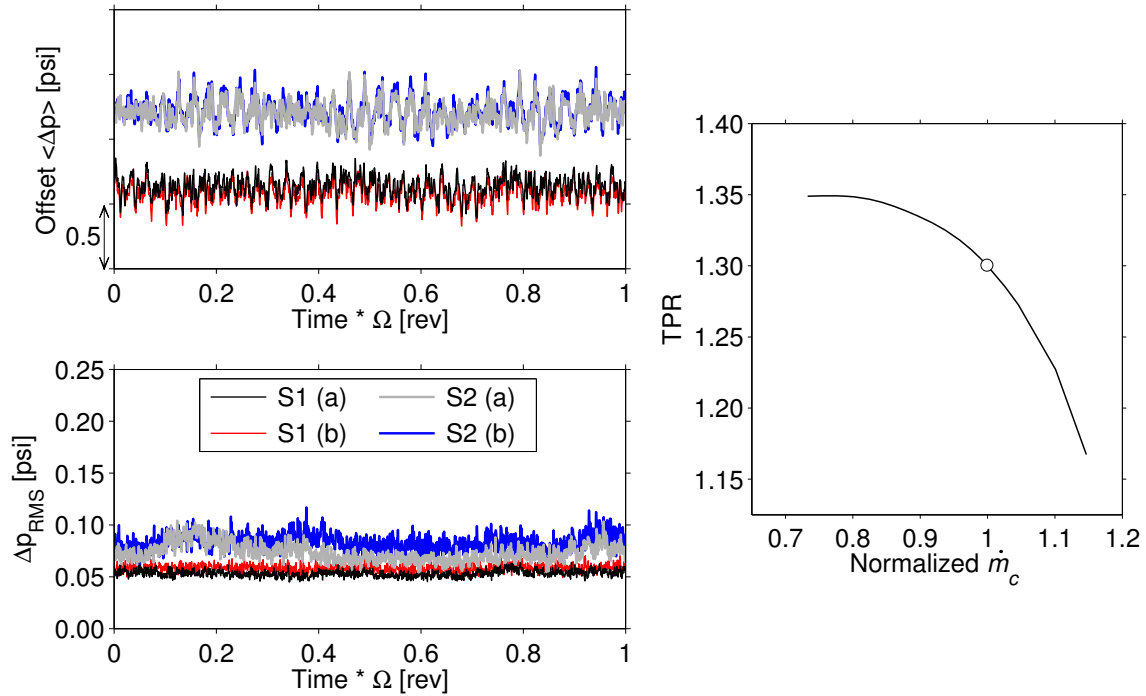 Offset <Δp> [psi]
0.5
0 0.2 0.4 0.6 0.8 1
Time * Ω [rev]
ΔpRMS [psi]
0.25
0.20
0.15
0.10
0.05
0.00
S1 (a) S2 (a)
S1 (b) S2 (b)
0 0.2 0.4 0.6 0.8 1
Time * Ω [rev]
TPR
1.40
1.35
1.30
1.25
1.20
1.15
0.7 0.8 0.9 1 1.1 1.2
Normalized ṁc